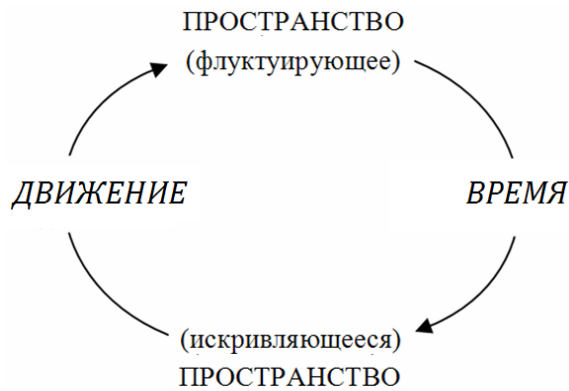 ПРОСТРАНСТВО
(флуктуирующее)
ДВИЖЕНИЕ
ВРЕМЯ
(искривляющееся)
ПРОСТРАНСТВО